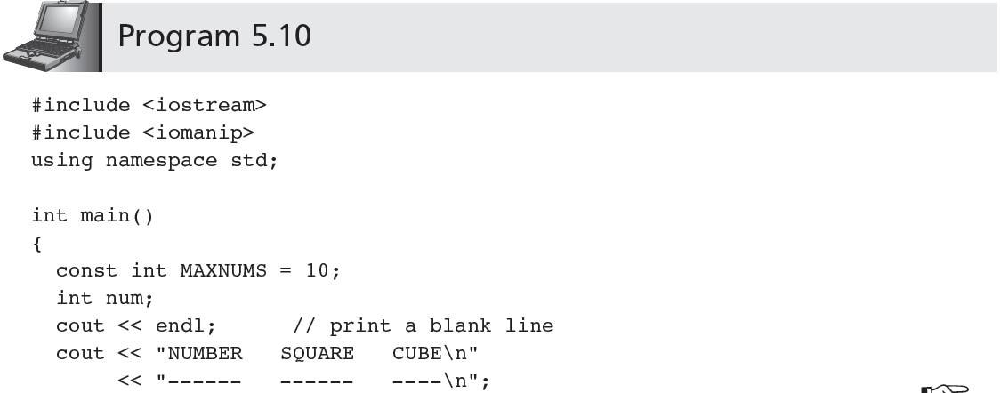 Program 5.10
#include <iostream>
#include <iomanip>
using namespace std;
int main()
{
  const int MAXNUMS = 10;
  int num;
  cout << endl;      // print a blank line
  cout << "NUMBER   SQUARE   CUBE\n"
       << "------   ------   ----\n";